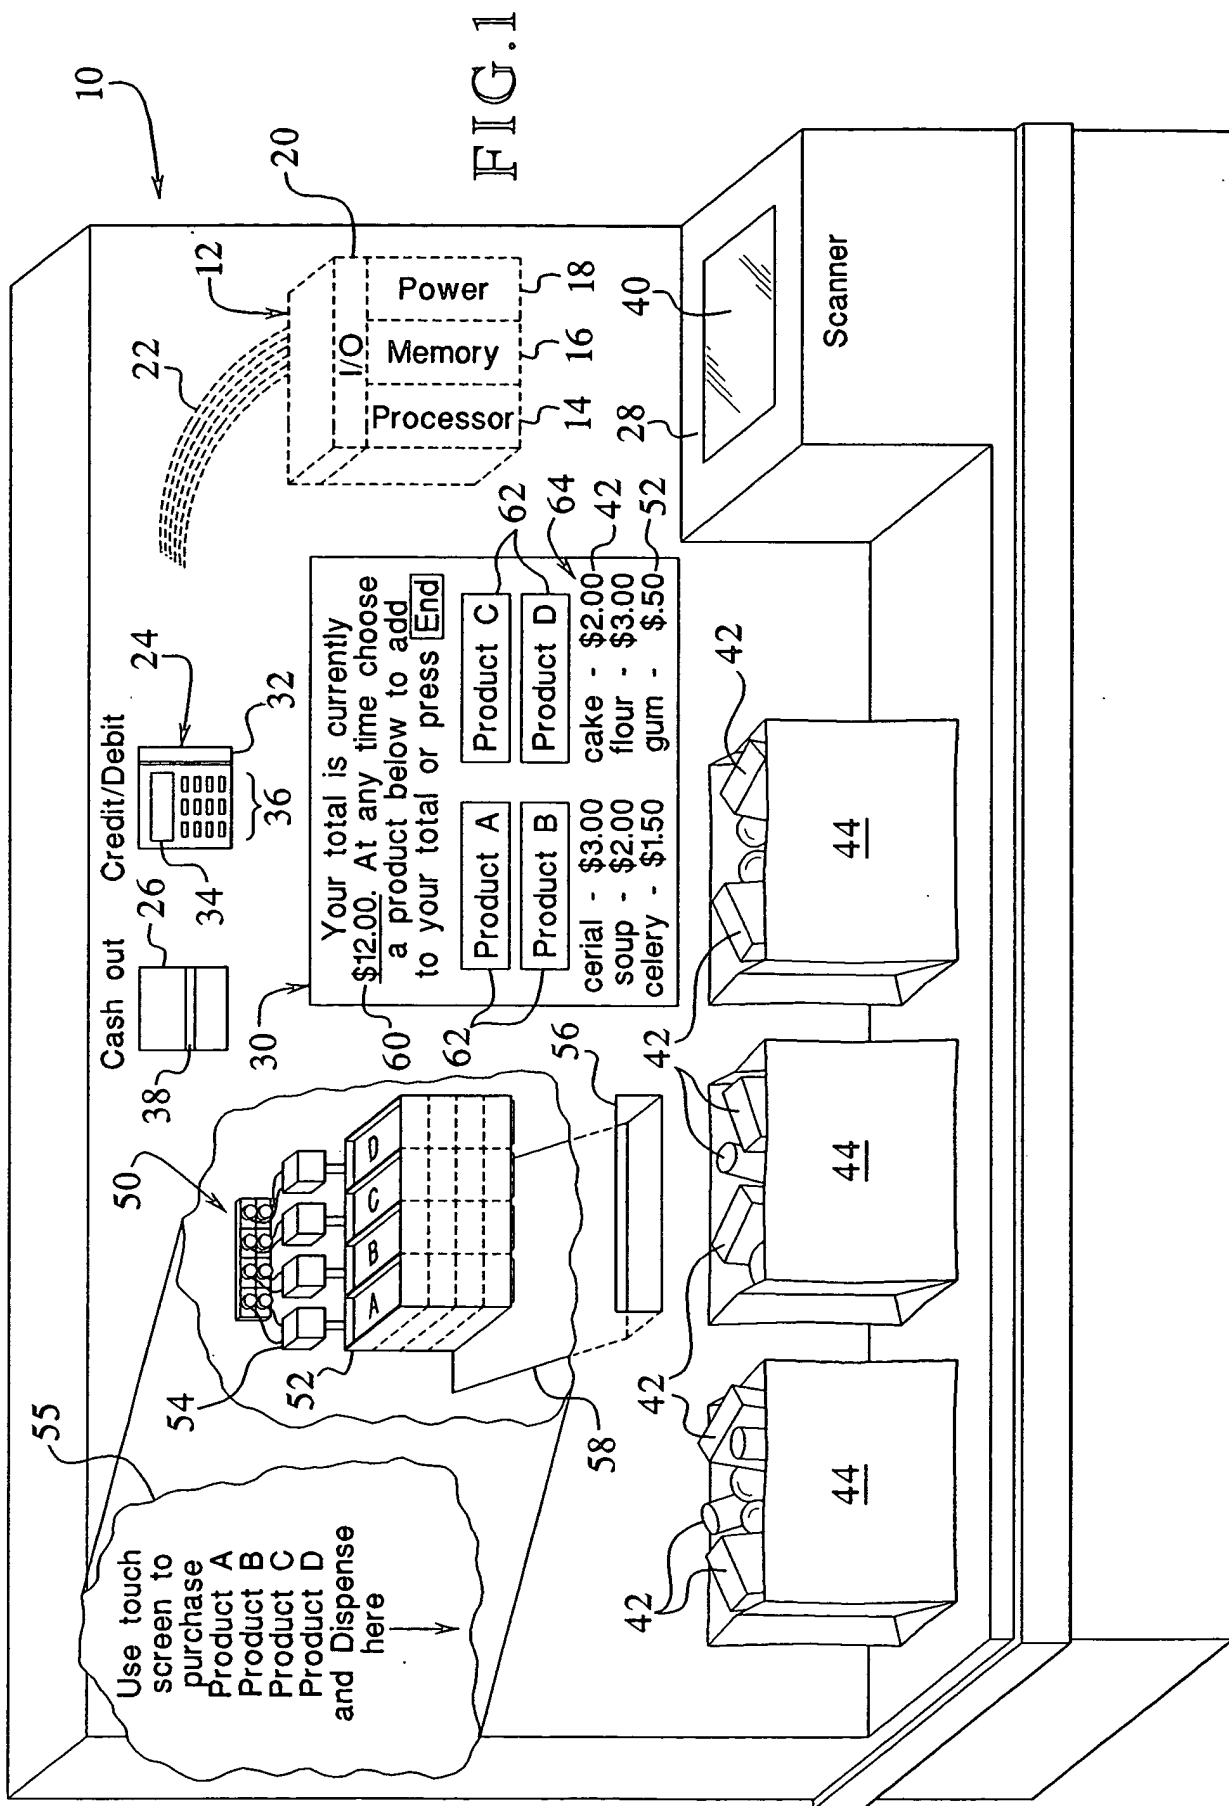 10
FIG.1
12
20
22
I/O
Power
Memory
Processor
18
16
14
24
Credit/Debit
32
36
34
26
Cash out
38
30
Your total is currently
$12.00. At any time choose
a product below to add
to your total or press End
60
Product A
Product C
Product B
Product D
62
62
64
cerial - $3.00
cake - $2.00
soup - $2.00
flour - $3.00
celery - $1.50
gum - $.50
42
52
28
40
Scanner
50
54
52
A
B
C
D
56
58
55
Use touch
screen to
purchase
Product A
Product B
Product C
Product D
and Dispense
here
42
42
42
42
44
44
44